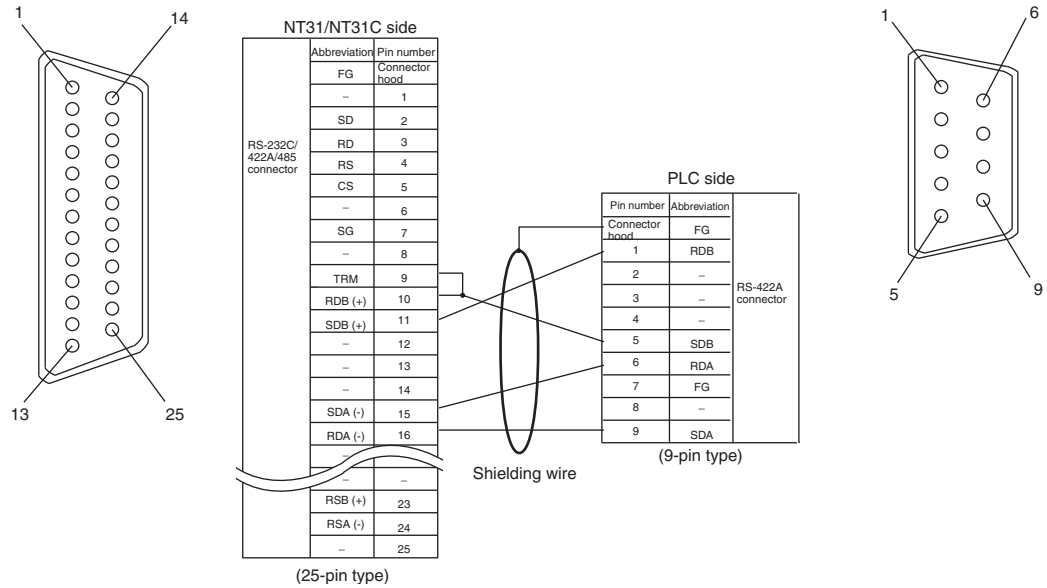 1
14
13
25
NT31/NT31C side
Abbreviation Pin number
RS-232C/
422A/485
connector
FG Connector
hood
– 1
SD 2
RD 3
RS 4
CS 5
– 6
SG 7
– 8
TRM 9
RDB (+) 10
SDB (+) 11
– 12
– 13
– 14
SDA (-) 15
RDA (-) 16
–
– –
RSB (+) 23
RSA (-) 24
– 25
(25-pin type)
Shielding wire
PLC side
Pin number Abbreviation
Connector
hood FG
1 RDB
2 –
3 –
4 –
5 SDB
6 RDA
7 FG
8 –
9 SDA
RS-422A
connector
(9-pin type)
1
6
5
9